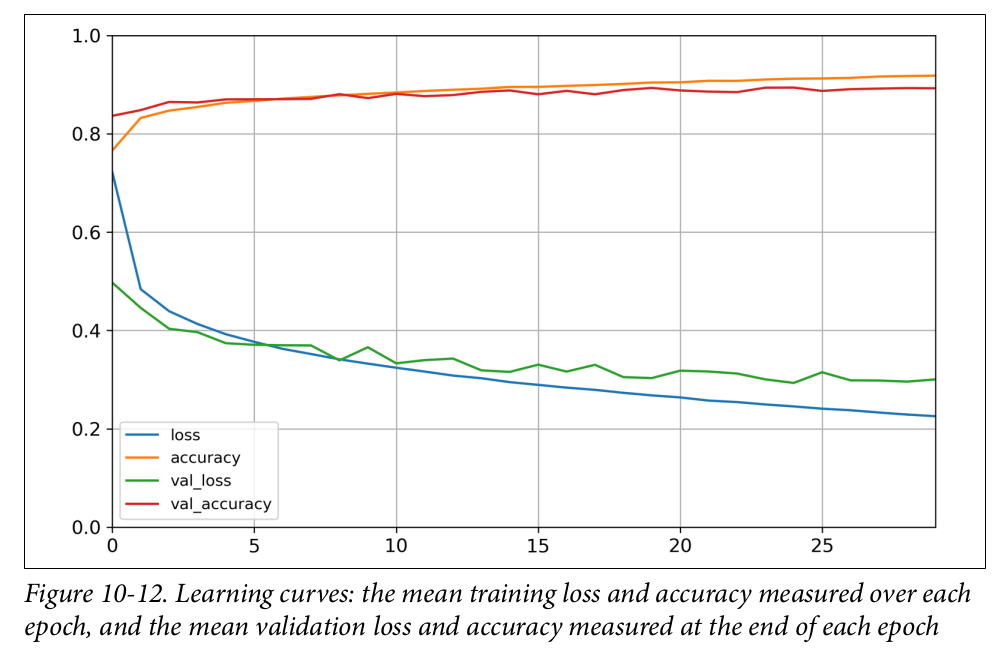 1.0
0.8
0.6
0.4
0.2
0.0
loss
accuracy
val_loss
val_accuracy
0 5 10 15 20 25
Figure 10-12. Learning curves: the mean training loss and accuracy measured over each
epoch, and the mean validation loss and accuracy measured at the end of each epoch